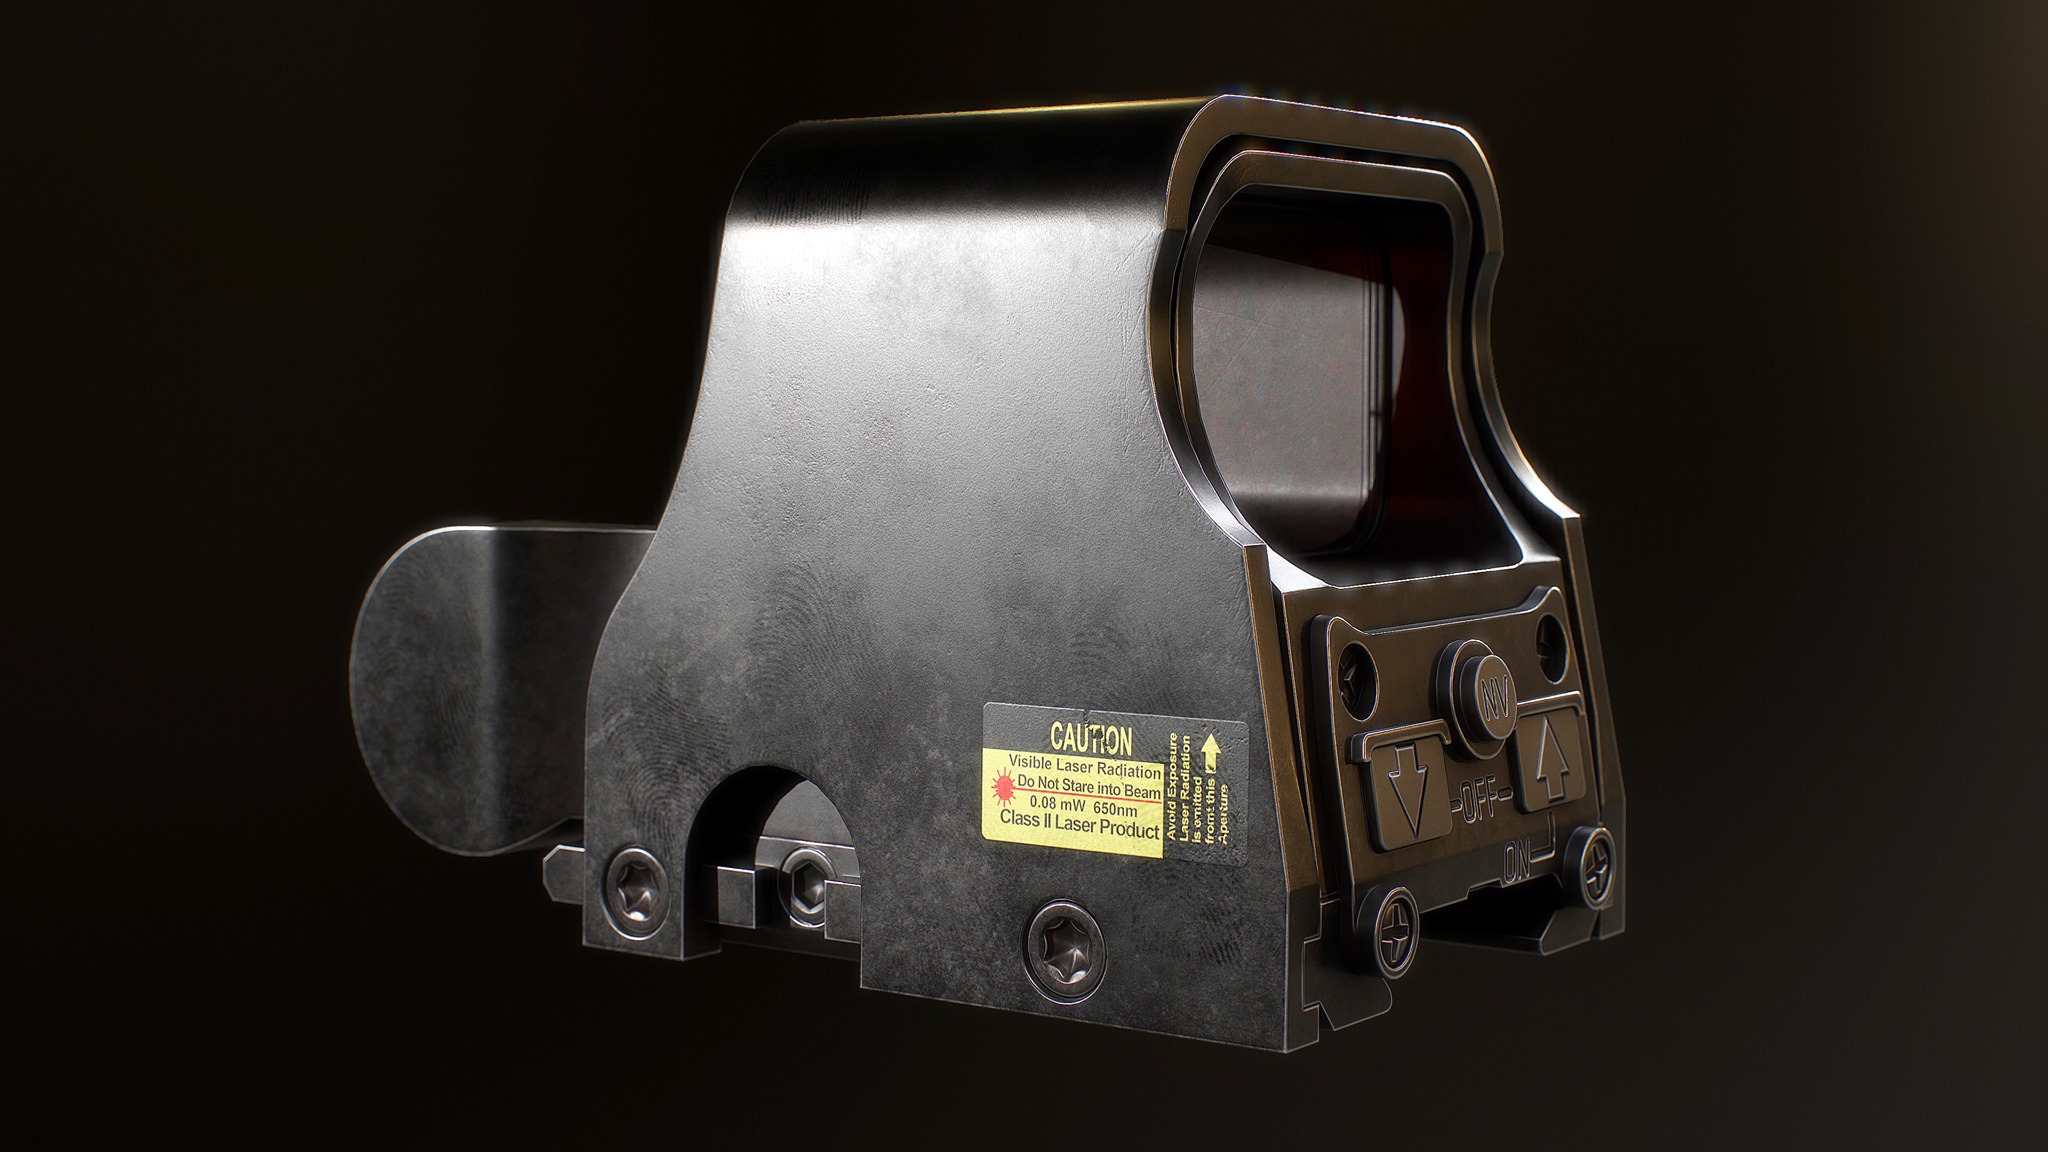 CAUTION
Visible Laser Radiation
Do Not Stare into Beam
0.08 mW 650nm
Class II Laser Product
Avoid Exposure
Laser Radiation
is emitted
from this
Aperture
NV
-OFF-
ON